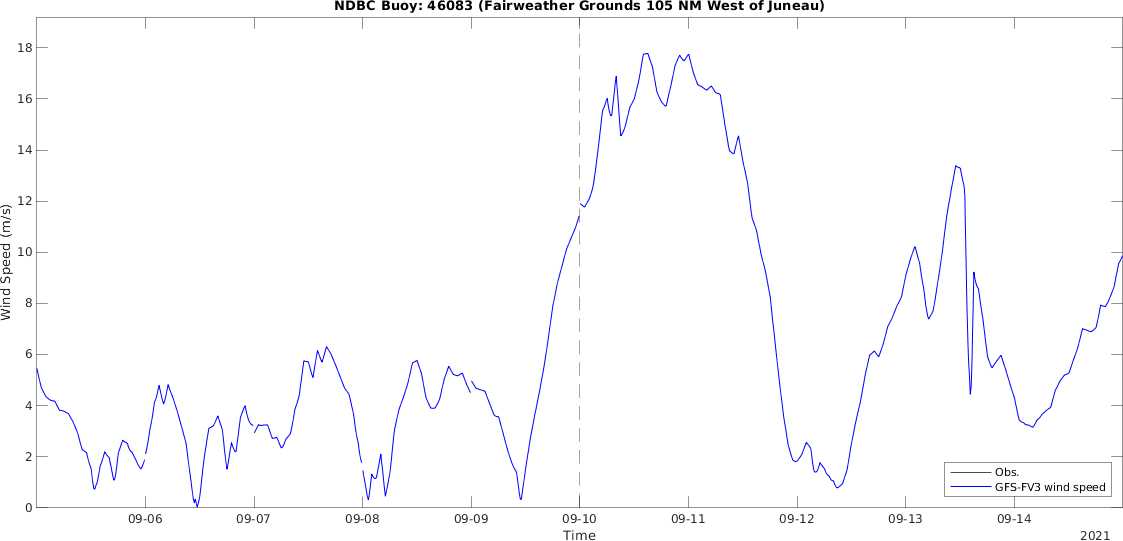 NDBC Buoy: 46083 (Fairweather Grounds 105 NM West of Juneau)
18
16
14
12
10
8
6
4
2
0
Wind Speed (m/s)
Obs.
GFS-FV3 wind speed
09-06 09-07 09-08 09-09 09-10 09-11 09-12 09-13 09-14
Time
2021